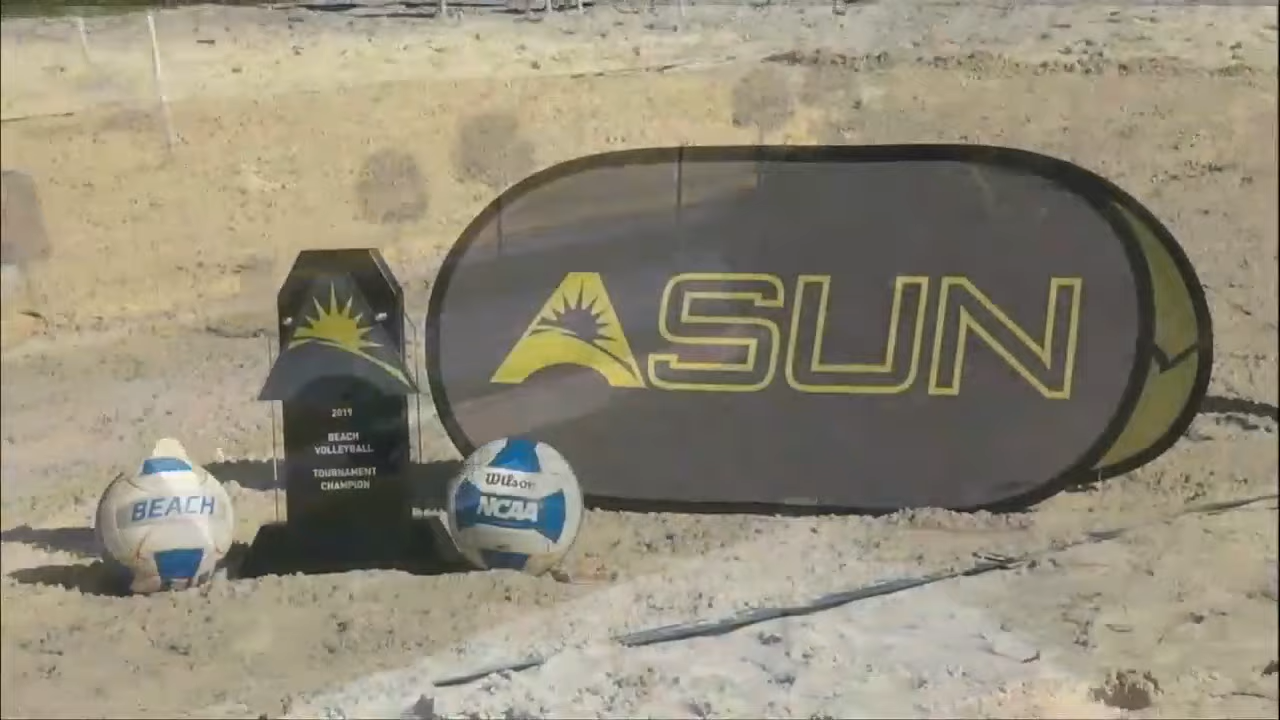 ASUN
2019
BEACH
VOLLEYBALL
TOURNAMENT
CHAMPION
BEACH
Wilson
NCAA